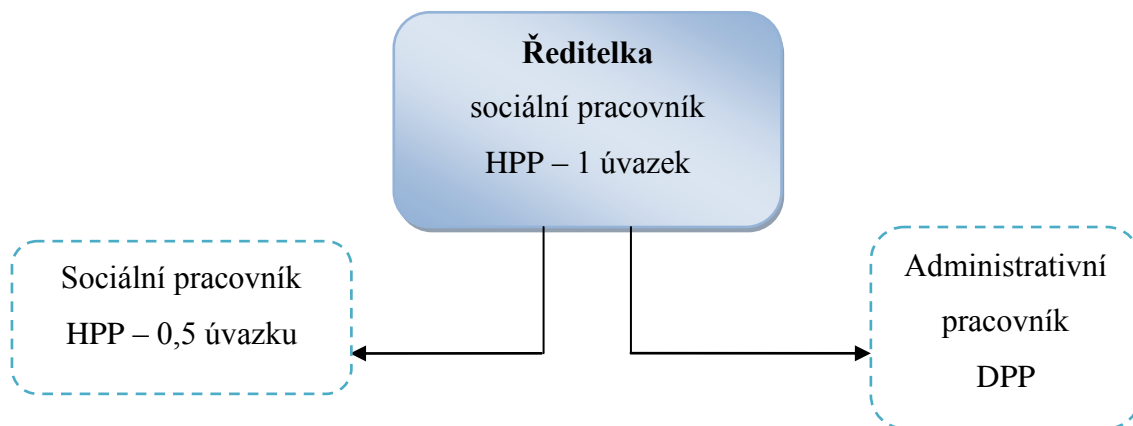 Ředitelka
sociální pracovník
HPP – 1 úvazek
Sociální pracovník
HPP – 0,5 úvazku
Administrativní
pracovník
DPP